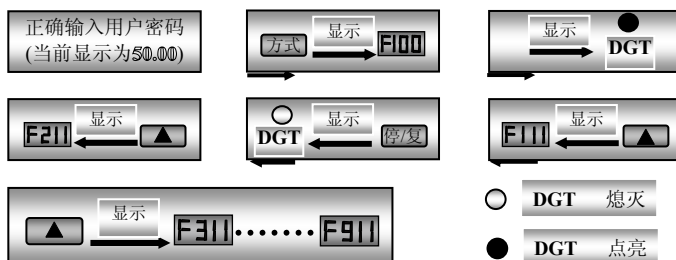 正确输入用户密码
(当前显示为50.00)
方式
显示
F100
显示
DGT
F211
显示
▲
DGT
显示
停/复
F111
显示
▲
▲
显示
F311·······F911
DGT 熄灭
DGT 点亮